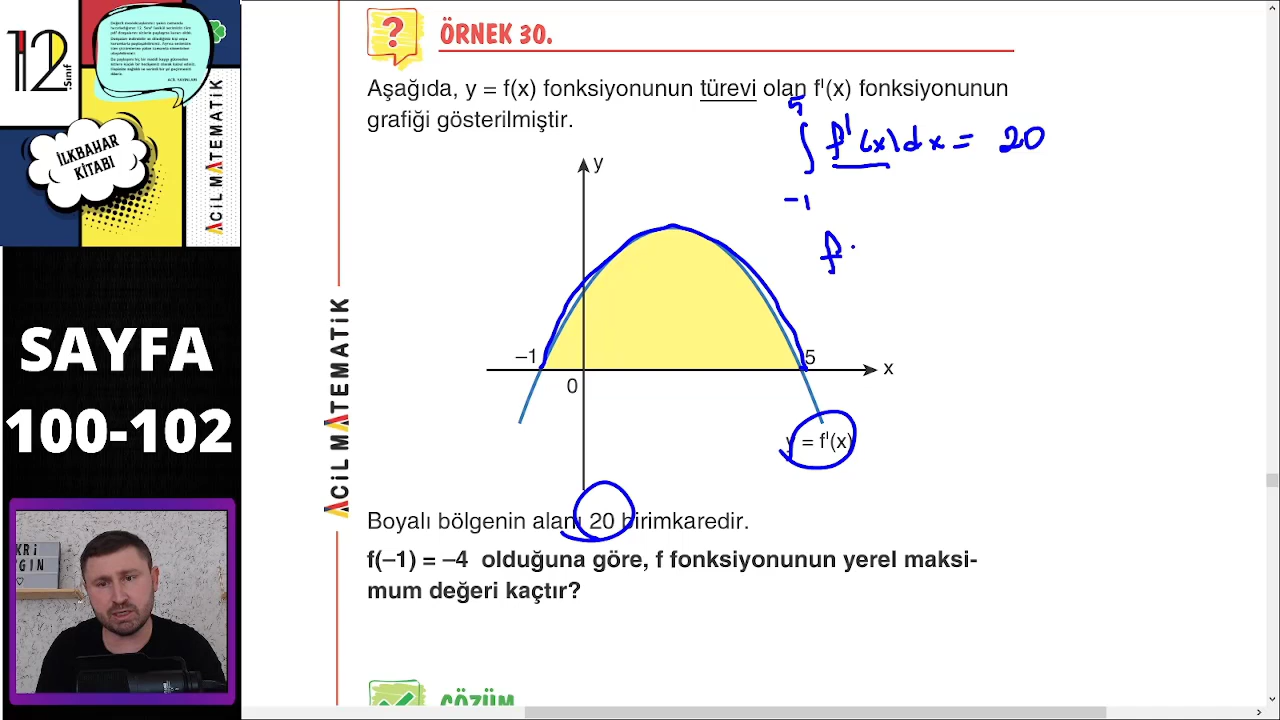 12
.Sınıf
İLKBAHAR
KİTABI
ACİL MATEMATİK
SAYFA
100-102
ACİL MATEMATİK
?
ÖRNEK 30.
Aşağıda, y = f(x) fonksiyonunun türevi olan f'(x) fonksiyonunun
grafiği gösterilmiştir.
5
∫ f'(x)dx = 20
-1
f
y
–1
0
5
x
y = f'(x)
Boyalı bölgenin alanı 20 birimkaredir.
f(–1) = –4 olduğuna göre, f fonksiyonunun yerel maksi-
mum değeri kaçtır?
ÇÖZÜM